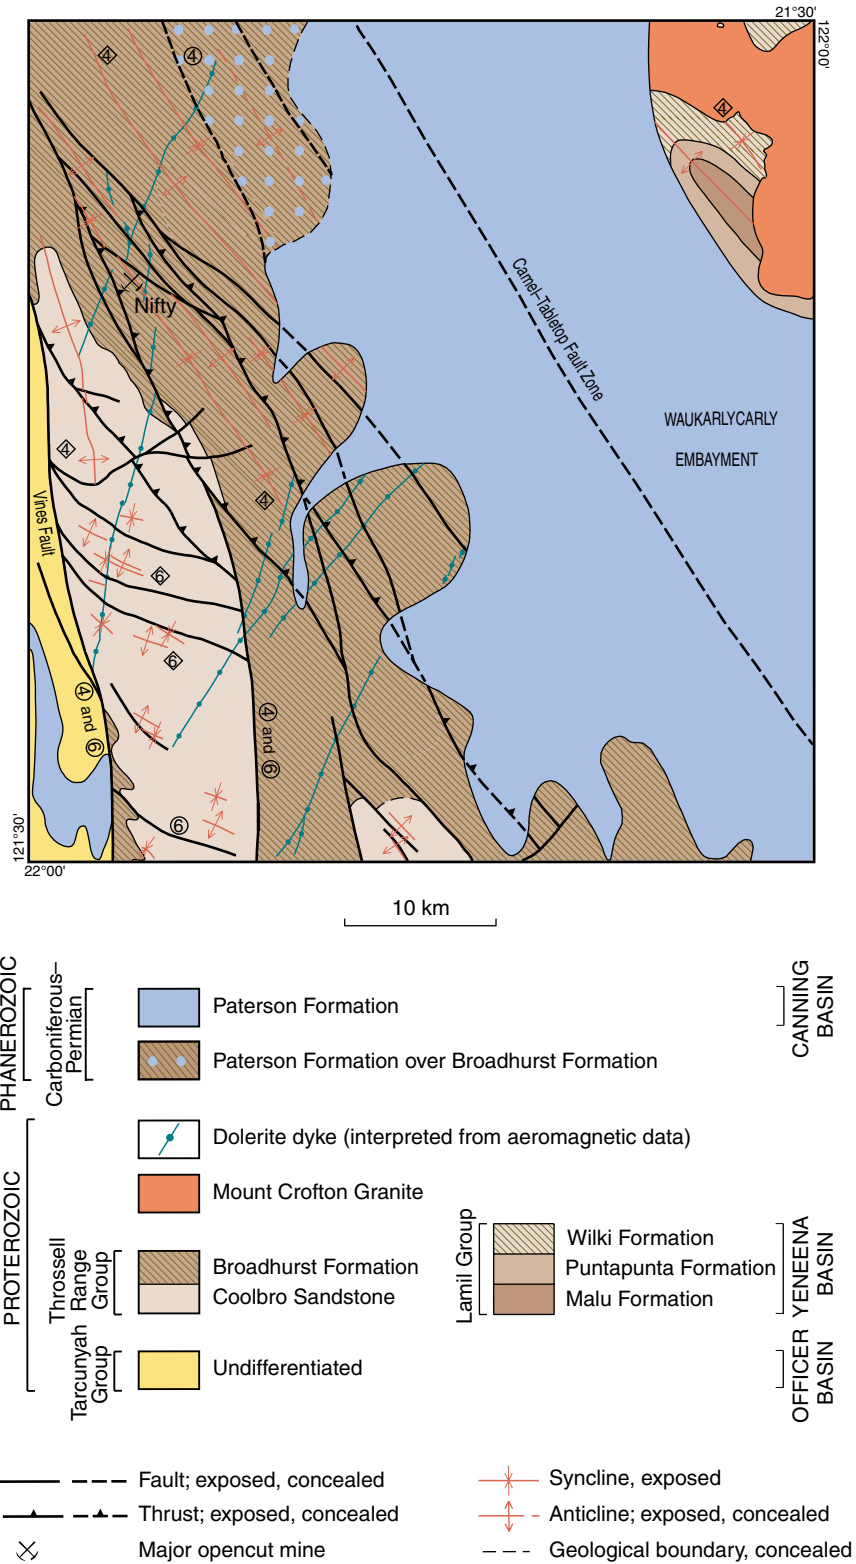 21°30'
122°00'
4
4
4
Nifty
Camel–Tabletop Fault Zone
WAUKARLYCARLY
EMBAYMENT
4
4
Vines Fault
6
6
4 and 6
4 and 6
6
121°30'
22°00'
10 km
PHANEROZOIC
Carboniferous–
Permian
Paterson Formation
CANNING
BASIN
Paterson Formation over Broadhurst Formation
PROTEROZOIC
Dolerite dyke (interpreted from aeromagnetic data)
Mount Crofton Granite
Throssell
Range
Group
Broadhurst Formation
Coolbro Sandstone
Lamil Group
Wilki Formation
Puntapunta Formation
Malu Formation
YENEENA
BASIN
Tarcunyah
Group
Undifferentiated
OFFICER
BASIN
Fault; exposed, concealed
Syncline, exposed
Thrust; exposed, concealed
Anticline; exposed, concealed
Major opencut mine
Geological boundary, concealed